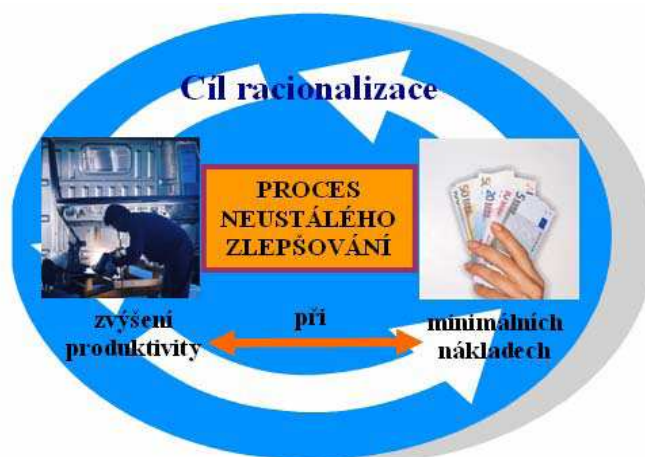 Cíl racionalizace
PROCES
NEUSTÁLÉHO
ZLEPŠOVÁNÍ
zvýšení
produktivity
při
minimálních
nákladech